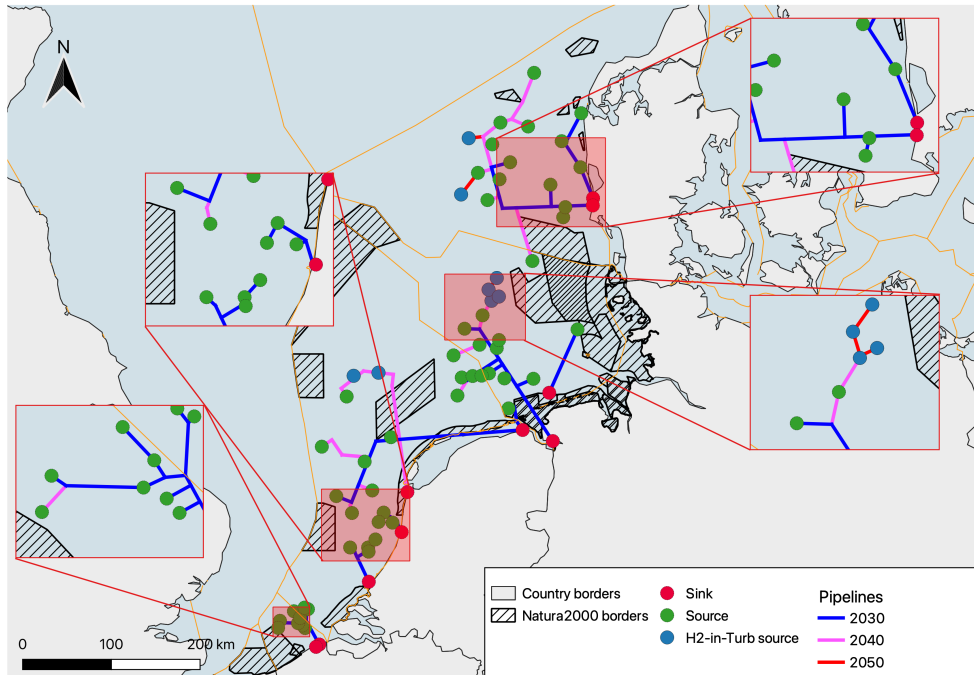 N
0 100 200 km
Country borders
Natura2000 borders
Sink
Source
H2-in-Turb source
Pipelines
2030
2040
2050